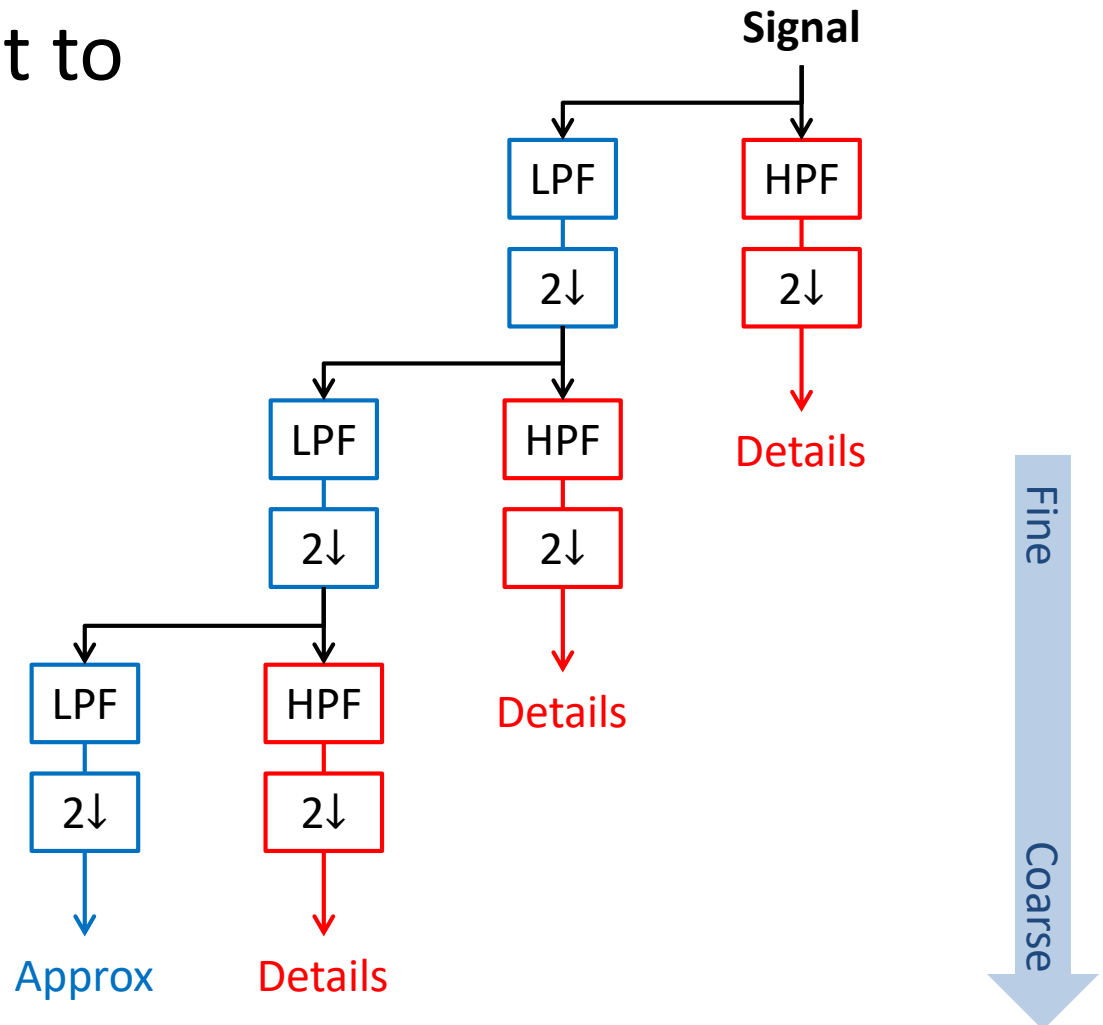 t to
Signal
LPF
HPF
2↓
2↓
LPF
HPF
Details
2↓
2↓
Fine
LPF
HPF
Details
2↓
2↓
Coarse
Approx
Details